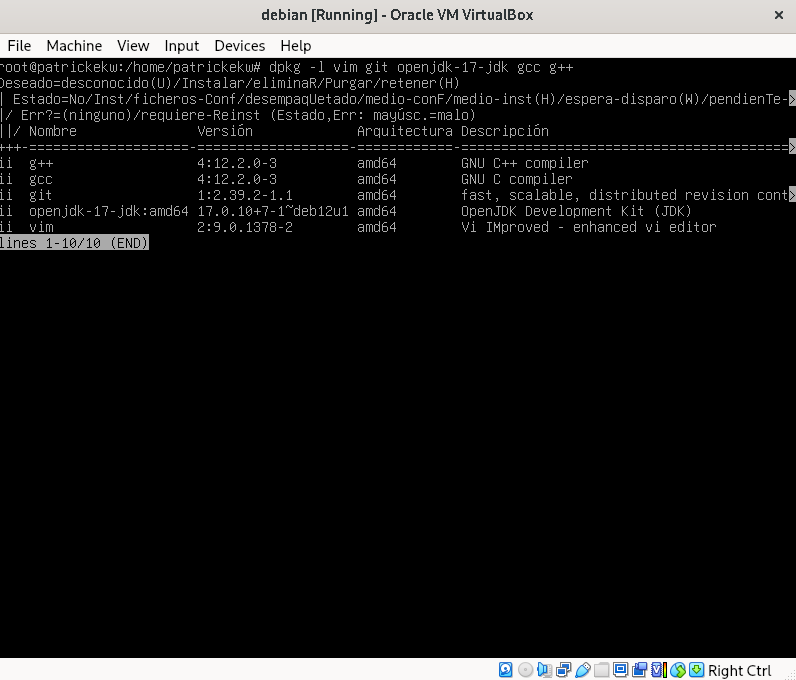 debian [Running] - Oracle VM VirtualBox
File Machine View Input Devices Help
root@patrickekw:/home/patrickekw# dpkg -l vim git openjdk-17-jdk gcc g++
Deseado=desconocido(U)/Instalar/eliminaR/Purgar/retener(H)
| Estado=No/Inst/ficheros-Conf/desempaqUetado/medio-conF/medio-inst(H)/espera-disparo(W)/pendienTe->
|/ Err?=(ninguno)/requiere-Reinst (Estado,Err: mayúsc.=malo)
||/ Nombre Versión Arquitectura Descripción
+++-====================-===================-============-=========================================>
ii g++ 4:12.2.0-3 amd64 GNU C++ compiler
ii gcc 4:12.2.0-3 amd64 GNU C compiler
ii git 1:2.39.2-1.1 amd64 fast, scalable, distributed revision cont>
ii openjdk-17-jdk:amd64 17.0.10+7-1~deb12u1 amd64 OpenJDK Development Kit (JDK)
ii vim 2:9.0.1378-2 amd64 Vi IMproved - enhanced vi editor
lines 1-10/10 (END)
Right Ctrl